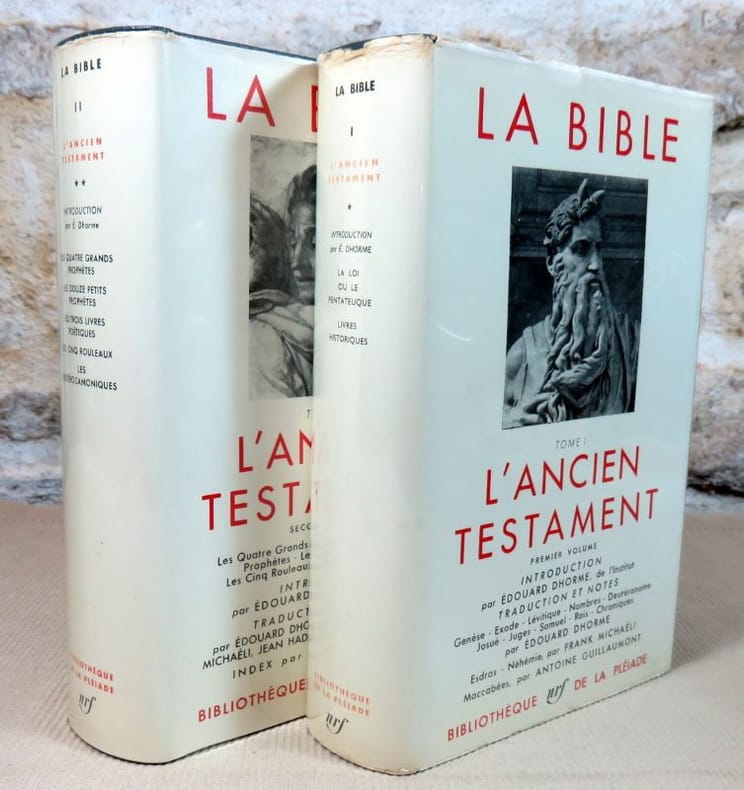 LA BIBLE
II
L'ANCIEN
TESTAMENT
**
INTRODUCTION
par É. Dhorme
LES QUATRE GRANDS
PROPHÈTES
LES DOUZE PETITS
PROPHÈTES
LES TROIS LIVRES
POÉTIQUES
LES CINQ ROULEAUX
LES
DEUTÉROCANONIQUES
BIBLIOTHÈQUE
DE LA PLÉIADE
nrf
LA
L'AN
TESTA
SECO
Les Quatre Grands
Prophètes - Le
Les Cinq Rouleaux
INTR
par ÉDOUARD
TRADUCT
par ÉDOUARD DHO
MICHAÉLI, JEAN HAD
INDEX par
BIBLIOTHÈQUE
LA BIBLE
I
L'ANCIEN
TESTAMENT
*
INTRODUCTION
par É. DHORME
LA LOI
OU LE
PENTATEUQUE
LIVRES
HISTORIQUES
BIBLIOTHÈQUE
DE LA PLÉIADE
nrf
LA BIBLE
TOME I
L'ANCIEN
TESTAMENT
PREMIER VOLUME
INTRODUCTION
par ÉDOUARD DHORME, de l'Institut
TRADUCTION ET NOTES
Genèse - Exode - Lévitique - Nombres - Deutéronome
Josué - Juges - Samuel - Rois - Chroniques
par ÉDOUARD DHORME
Esdras - Néhémie, par FRANK MICHAÉLI
Maccabées, par ANTOINE GUILLAUMONT
BIBLIOTHÈQUE nrf DE LA PLÉIADE